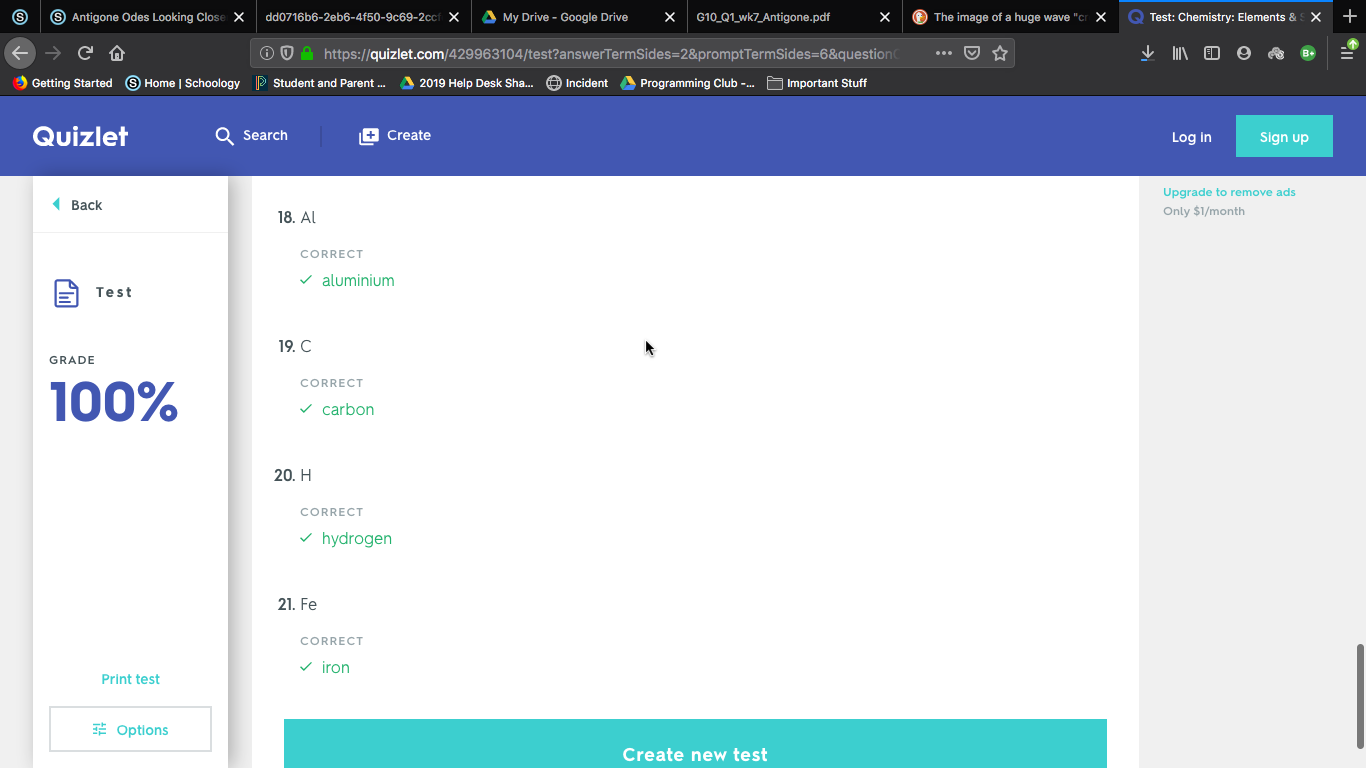 Antigone Odes Looking Close
dd0716b6-2eb6-4f50-9c69-2ccf
My Drive - Google Drive
G10_Q1_wk7_Antigone.pdf
The image of a huge wave "cr
Test: Chemistry: Elements & S
https://quizlet.com/429963104/test?answerTermSides=2&promptTermSides=6&question
Getting Started
Home | Schoology
Student and Parent ...
2019 Help Desk Sha...
Incident
Programming Club -...
Important Stuff
Quizlet
Search
Create
Log in
Sign up
Back
Test
GRADE
100%
Print test
Options
18. Al
CORRECT
aluminium
19. C
CORRECT
carbon
20. H
CORRECT
hydrogen
21. Fe
CORRECT
iron
Create new test
Upgrade to remove ads
Only $1/month